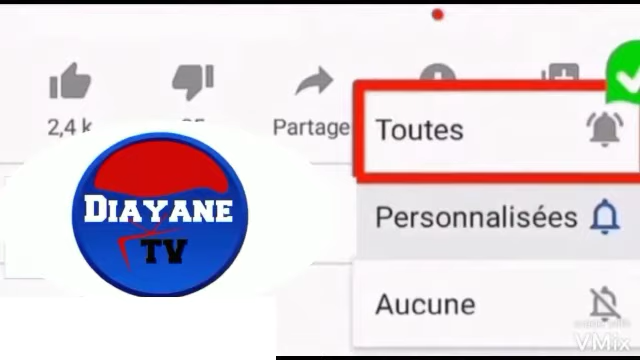 2,4 k
Partage
Toutes
DIAYANE
TV
Personnalisées
Aucune
VMix